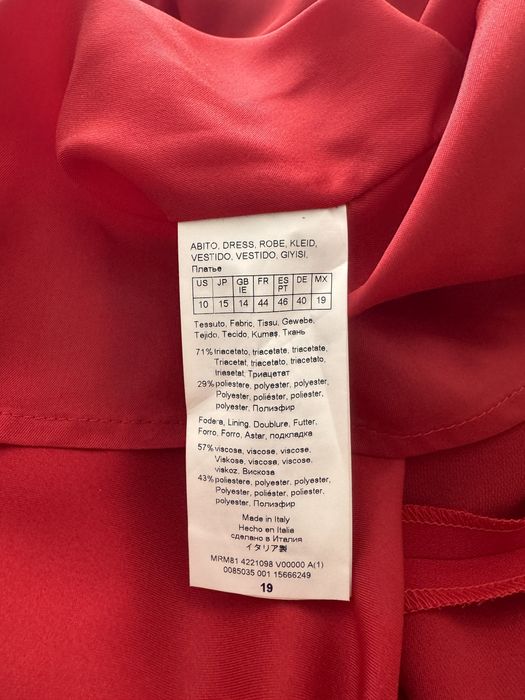 ABITO, DRESS, ROBE, KLEID,
VESTIDO, VESTIDO, GIYISI,
Платье
US JP GB IE FR ES PT DE MX
10 15 14 44 46 40 19
Tessuto, Fabric, Tissu, Gewebe,
Tejido, Tecido, Kumaş, Ткань
71% triacetato, triacetate, triacetate,
Triacetat, triacetato, triacetato,
triasetat, Триацетат
29% poliestere, polyester, polyester,
Polyester, poliéster, poliester,
polyester, Полиэфир
Fodera, Lining, Doublure, Futter,
Forro, Forro, Astar, подкладка
57% viscosa, viscose, viscose,
Viskose, viscosa, viscose,
viskoz, Вискоза
43% poliestere, polyester, polyester,
Polyester, poliéster, poliester,
polyester, Полиэфир
Made in Italy
Hecho en Italia
сделано в Италия
イタリア製
MRM81 4221098 V00000 A(1)
0085035 001 15666249
19